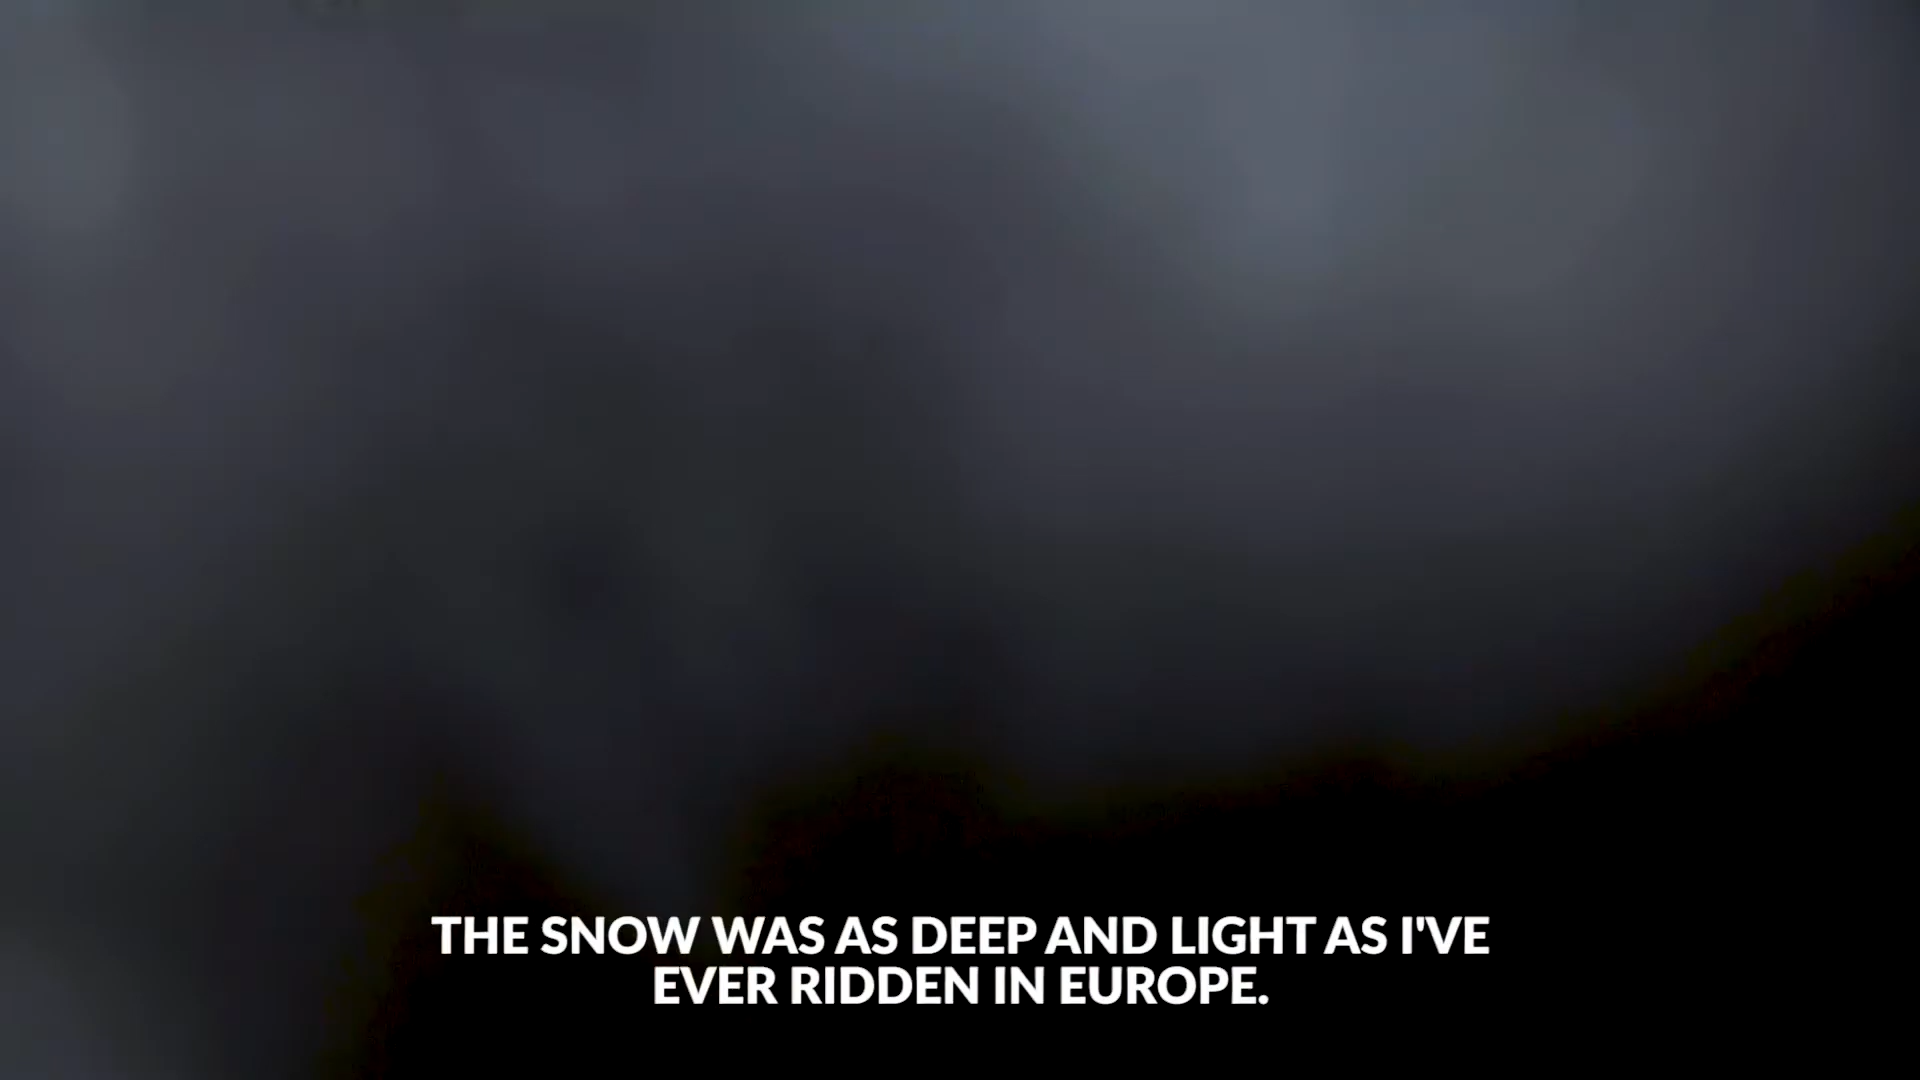 THE SNOW WAS AS DEEP AND LIGHT AS I'VE
EVER RIDDEN IN EUROPE.